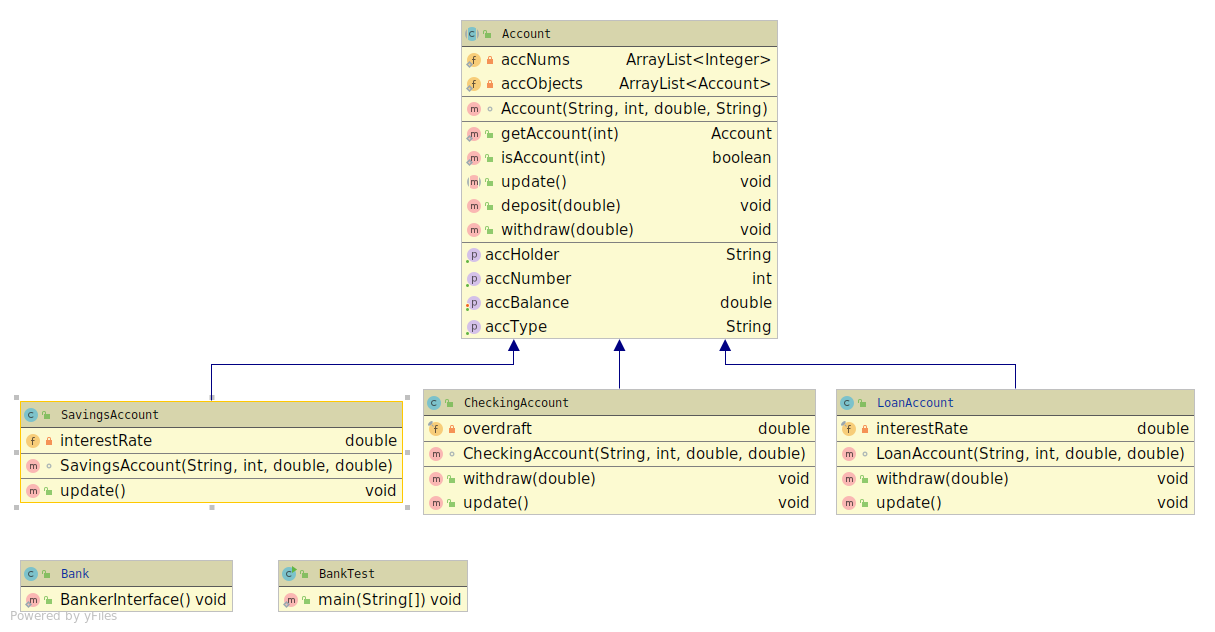 Account
accNums ArrayList<Integer>
accObjects ArrayList<Account>
Account(String, int, double, String)
getAccount(int) Account
isAccount(int) boolean
update() void
deposit(double) void
withdraw(double) void
accHolder String
accNumber int
accBalance double
accType String
SavingsAccount
interestRate double
SavingsAccount(String, int, double, double)
update() void
CheckingAccount
overdraft double
CheckingAccount(String, int, double, double)
withdraw(double) void
update() void
LoanAccount
interestRate double
LoanAccount(String, int, double, double)
withdraw(double) void
update() void
Bank
BankerInterface() void
BankTest
main(String[]) void
Powered by yFiles